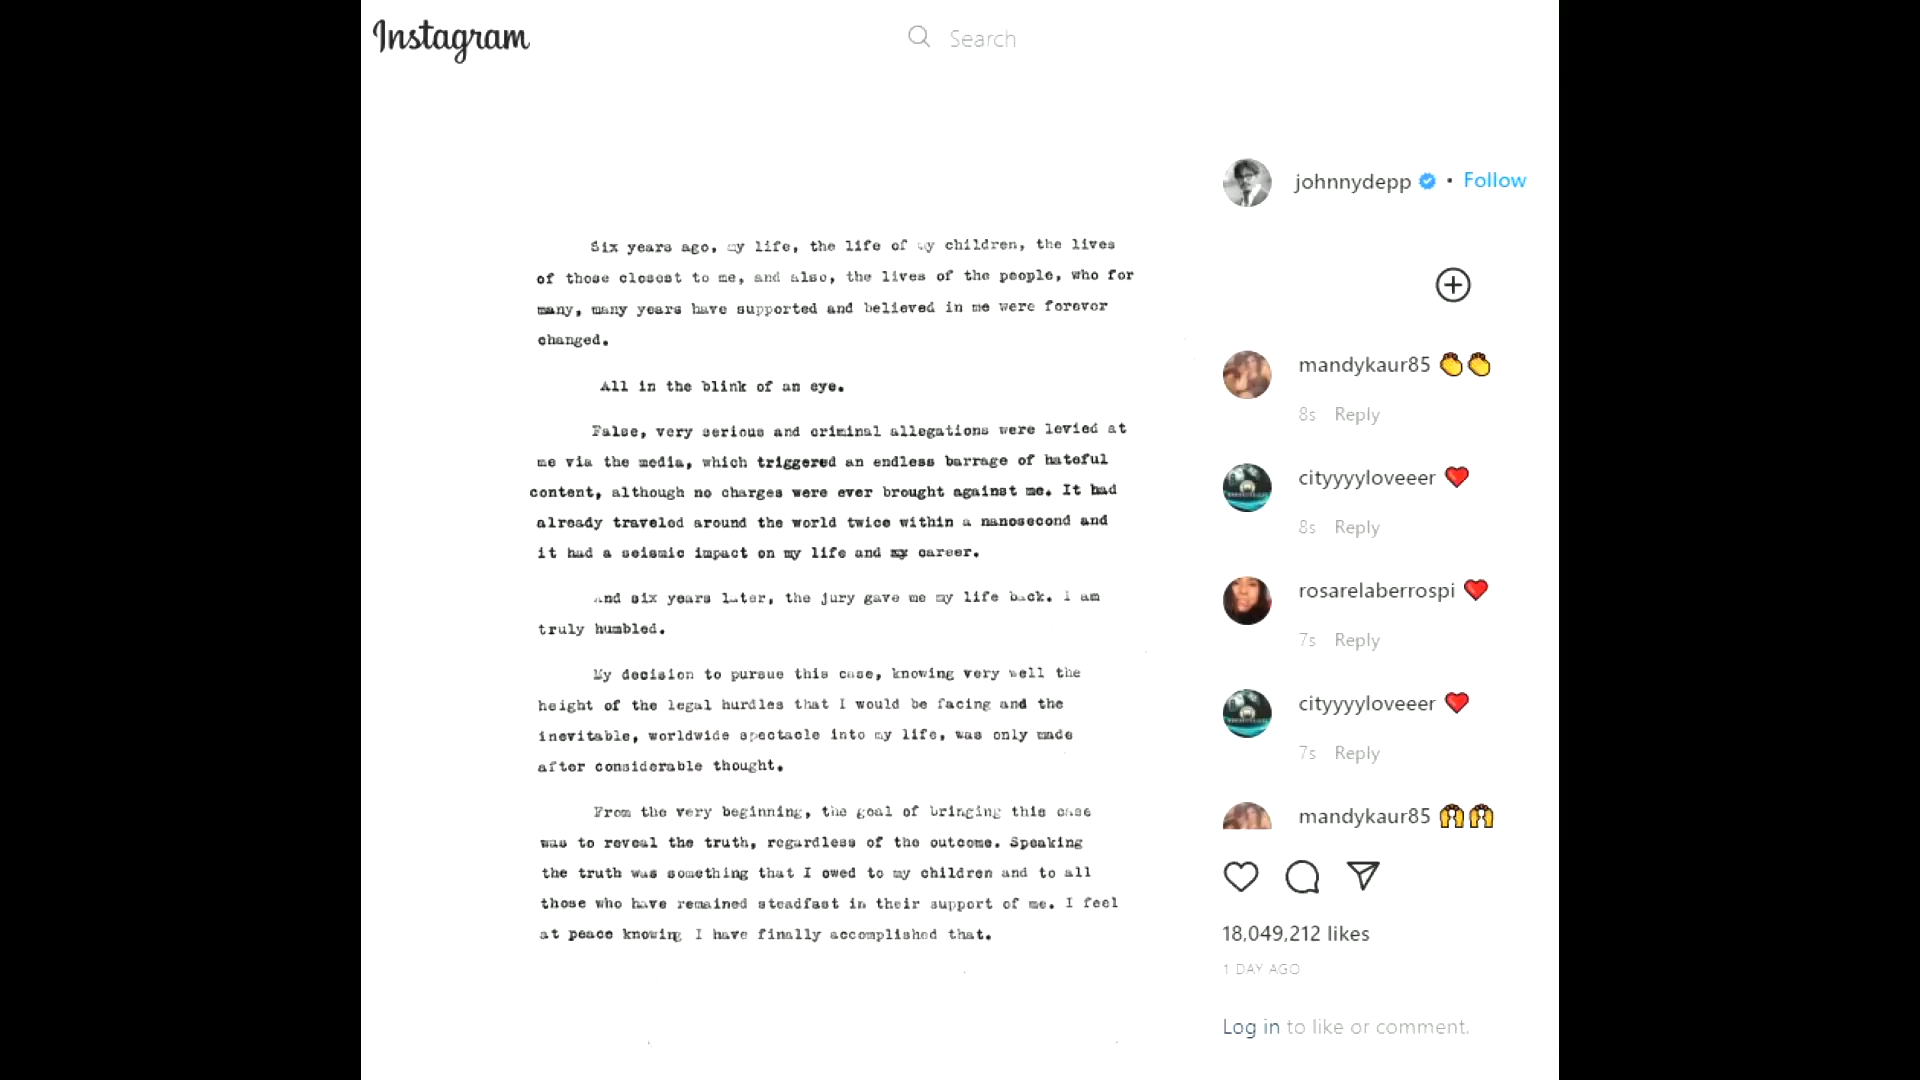 Instagram
Search
Six years ago, my life, the life of my children, the lives
of those closest to me, and also, the lives of the people, who for
many, many years have supported and believed in me were forever
changed.
All in the blink of an eye.
False, very serious and criminal allegations were levied at
me via the media, which triggered an endless barrage of hateful
content, although no charges were ever brought against me. It had
already traveled around the world twice within a nanosecond and
it had a seismic impact on my life and my career.
And six years later, the jury gave me my life back. I am
truly humbled.
My decision to pursue this case, knowing very well the
height of the legal hurdles that I would be facing and the
inevitable, worldwide spectacle into my life, was only made
after considerable thought.
From the very beginning, the goal of bringing this case
was to reveal the truth, regardless of the outcome. Speaking
the truth was something that I owed to my children and to all
those who have remained steadfast in their support of me. I feel
at peace knowing I have finally accomplished that.
johnnydepp • Follow
mandykaur85 👏👏
8s Reply
cityyyyloveeer ❤️
8s Reply
rosarelaberrospi ❤️
7s Reply
cityyyyloveeer ❤️
7s Reply
mandykaur85 🙌🙌
18,049,212 likes
1 DAY AGO
Log in to like or comment.